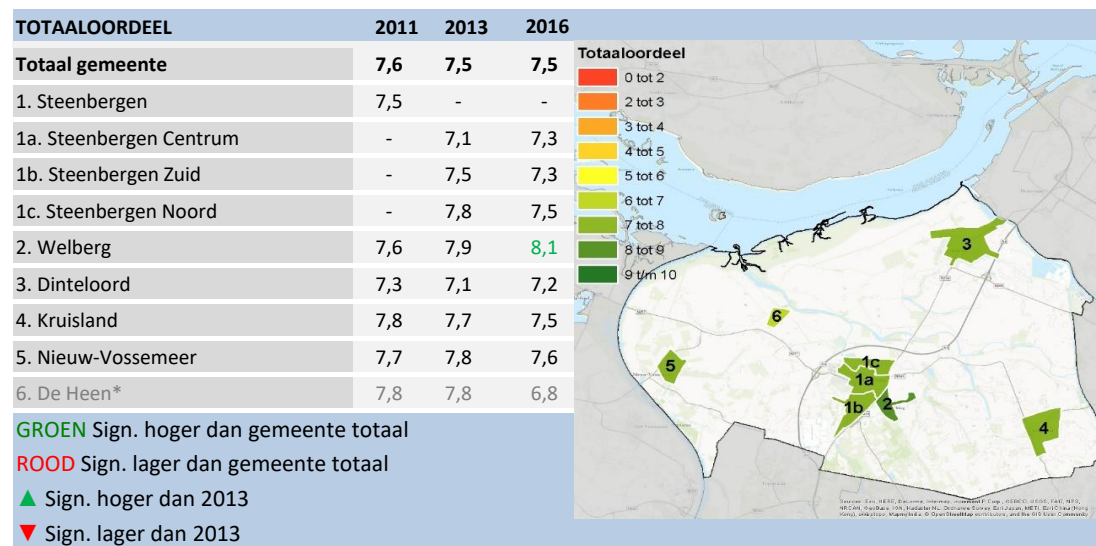 TOTAALOORDEEL 2011 2013 2016
Totaal gemeente 7,6 7,5 7,5
1. Steenbergen 7,5 - -
1a. Steenbergen Centrum - 7,1 7,3
1b. Steenbergen Zuid - 7,5 7,3
1c. Steenbergen Noord - 7,8 7,5
2. Welberg 7,6 7,9 8,1
3. Dinteloord 7,3 7,1 7,2
4. Kruisland 7,8 7,7 7,5
5. Nieuw-Vossemeer 7,7 7,8 7,6
6. De Heen* 7,8 7,8 6,8
GROEN Sign. hoger dan gemeente totaal
ROOD Sign. lager dan gemeente totaal
▲ Sign. hoger dan 2013
▼ Sign. lager dan 2013
Totaaloordeel
0 tot 2
2 tot 3
3 tot 4
4 tot 5
5 tot 6
6 tot 7
7 tot 8
8 tot 9
9 t/m 10
3
6
5
1c
1a
1b
2
4